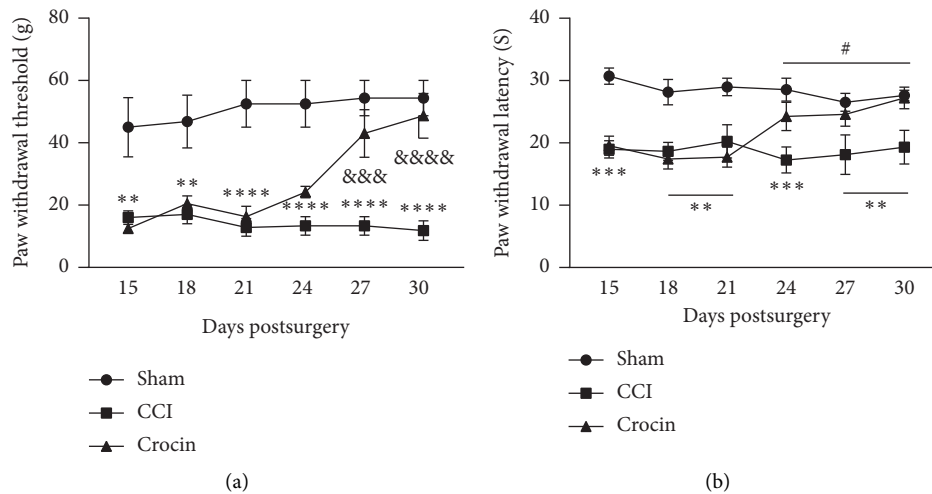 80
60
40
20
0
Paw withdrawal threshold (g)
**
**
****
****
****
****
&&&
&&&&
15 18 21 24 27 30
Days postsurgery
Sham
CCI
Crocin
(a)
40
30
20
10
0
Paw withdrawal latency (S)
#
***
**
***
**
15 18 21 24 27 30
Days postsurgery
Sham
CCI
Crocin
(b)